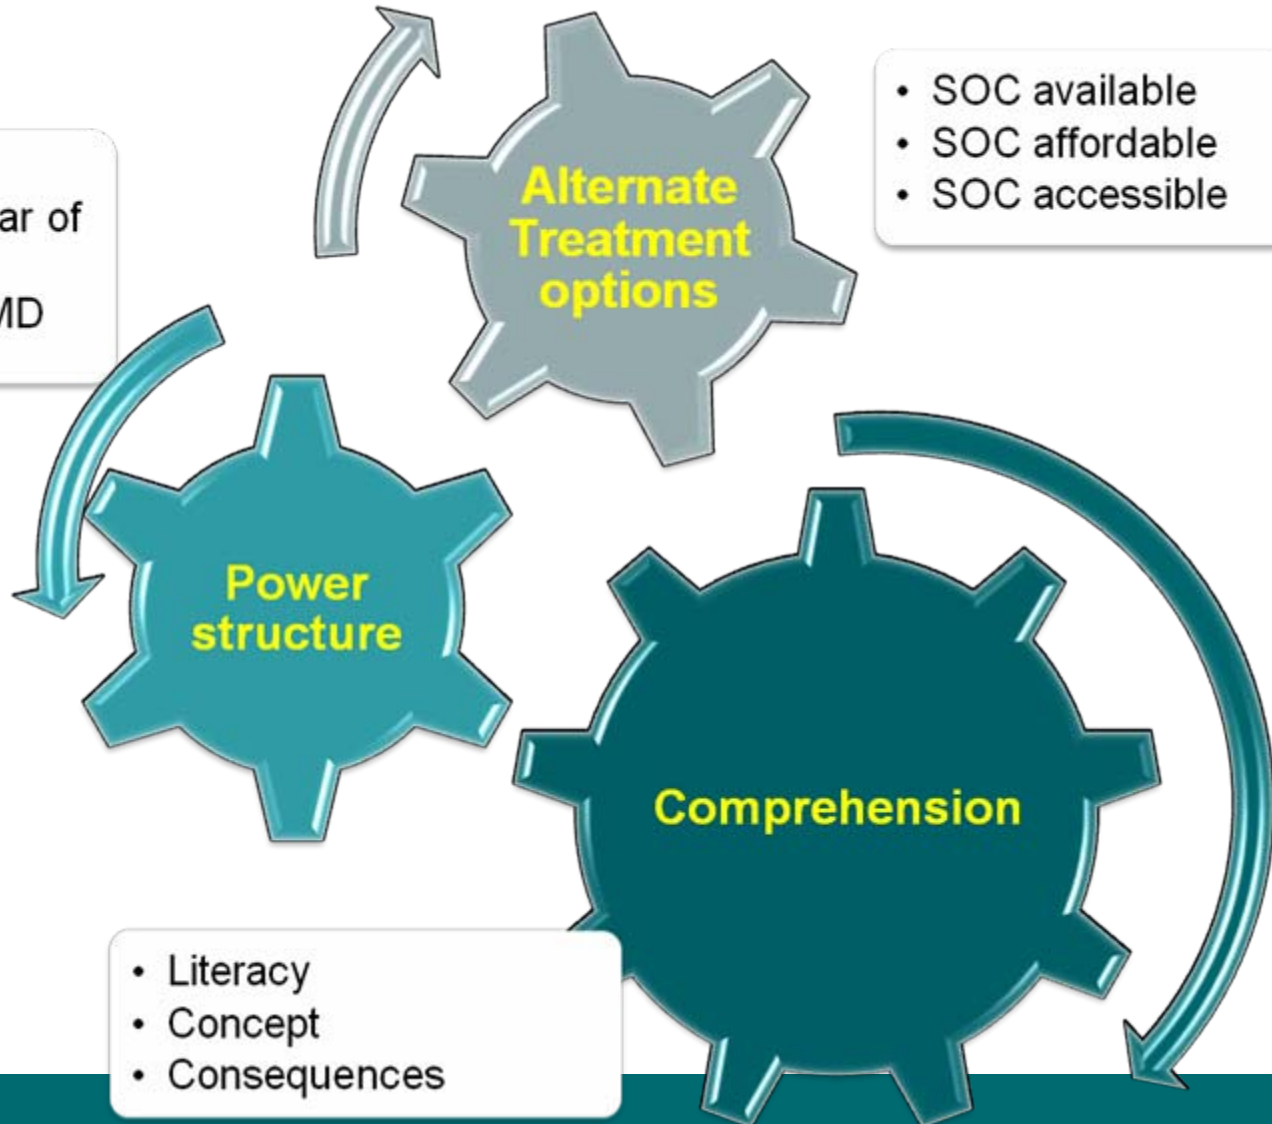 • SOC available
• SOC affordable
• SOC accessible
Alternate
Treatment
options
ar of
MD
Power
structure
Comprehension
• Literacy
• Concept
• Consequences